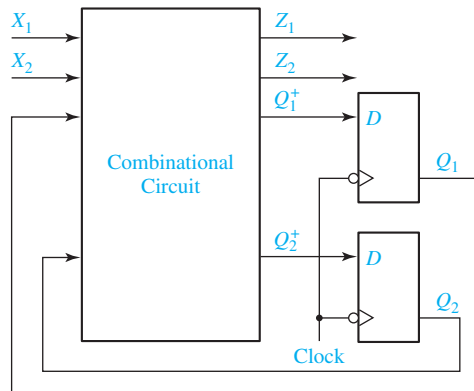 X₁ Z₁
X₂ Z₂
Q₁⁺ D
Combinational
Circuit
Q₁
Q₂⁺ D
Q₂
Clock